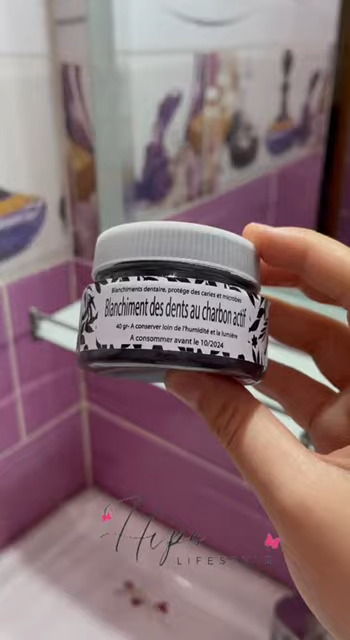 Blanchiments dentaire, protège des caries et microbes
Blanchiment des dents au charbon actif
40 gr- A conserver loin de l'humidité et la lumière
A consommer avant le 10/2024
LIFESTYLE